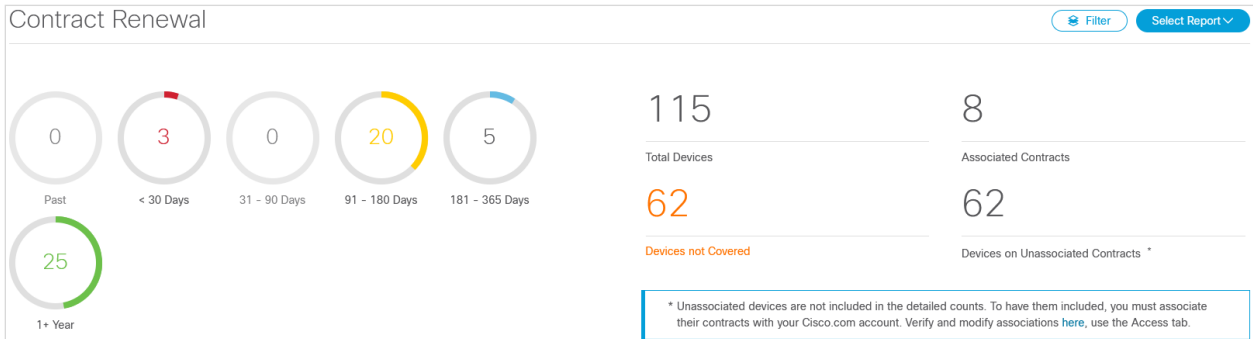 Contract Renewal
Filter
Select Report
0
3
0
20
5
Past
< 30 Days
31 - 90 Days
91 - 180 Days
181 - 365 Days
25
1+ Year
115
8
Total Devices
Associated Contracts
62
62
Devices not Covered
Devices on Unassociated Contracts *
* Unassociated devices are not included in the detailed counts. To have them included, you must associate
their contracts with your Cisco.com account. Verify and modify associations here, use the Access tab.